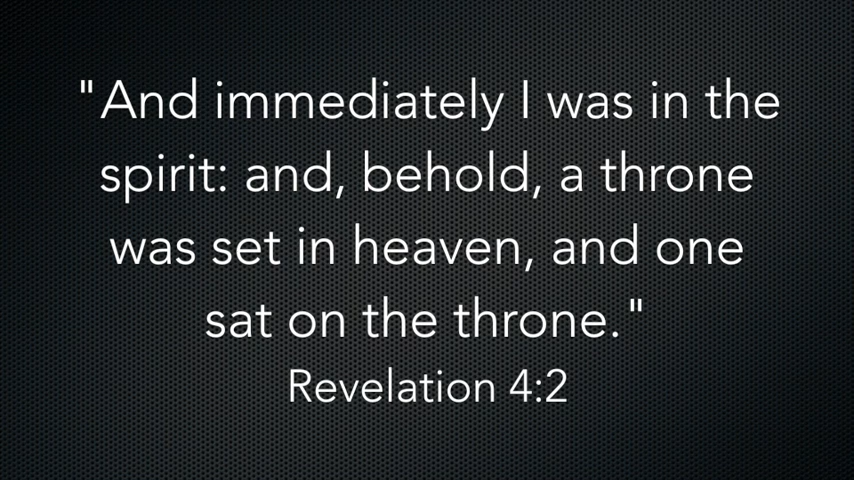 "And immediately I was in the
spirit: and, behold, a throne
was set in heaven, and one
sat on the throne."
Revelation 4:2